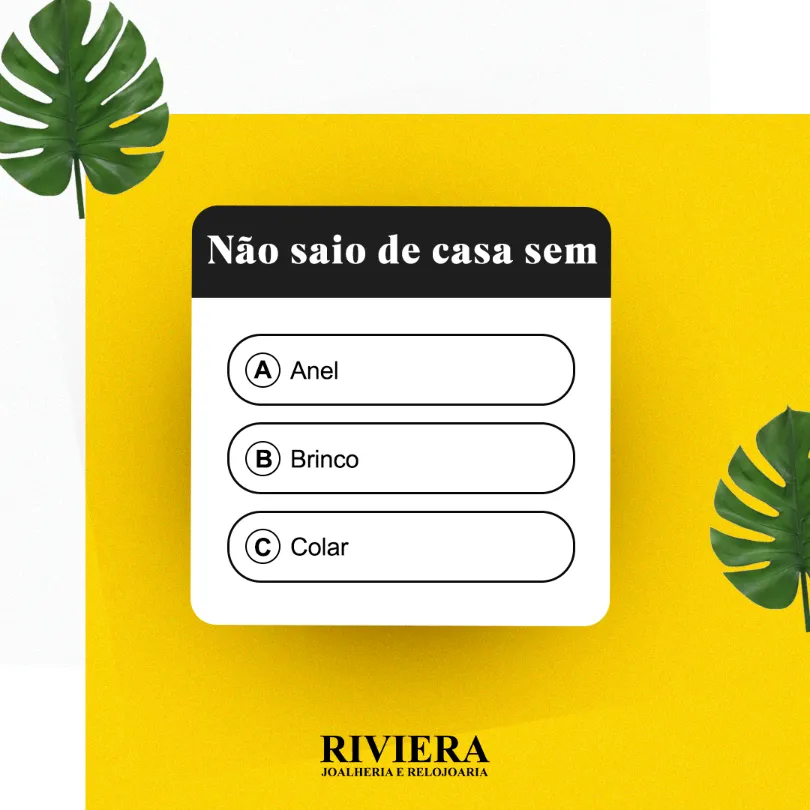 Não saio de casa sem
A Anel
B Brinco
C Colar
RIVIERA
JOALHERIA E RELOJOARIA